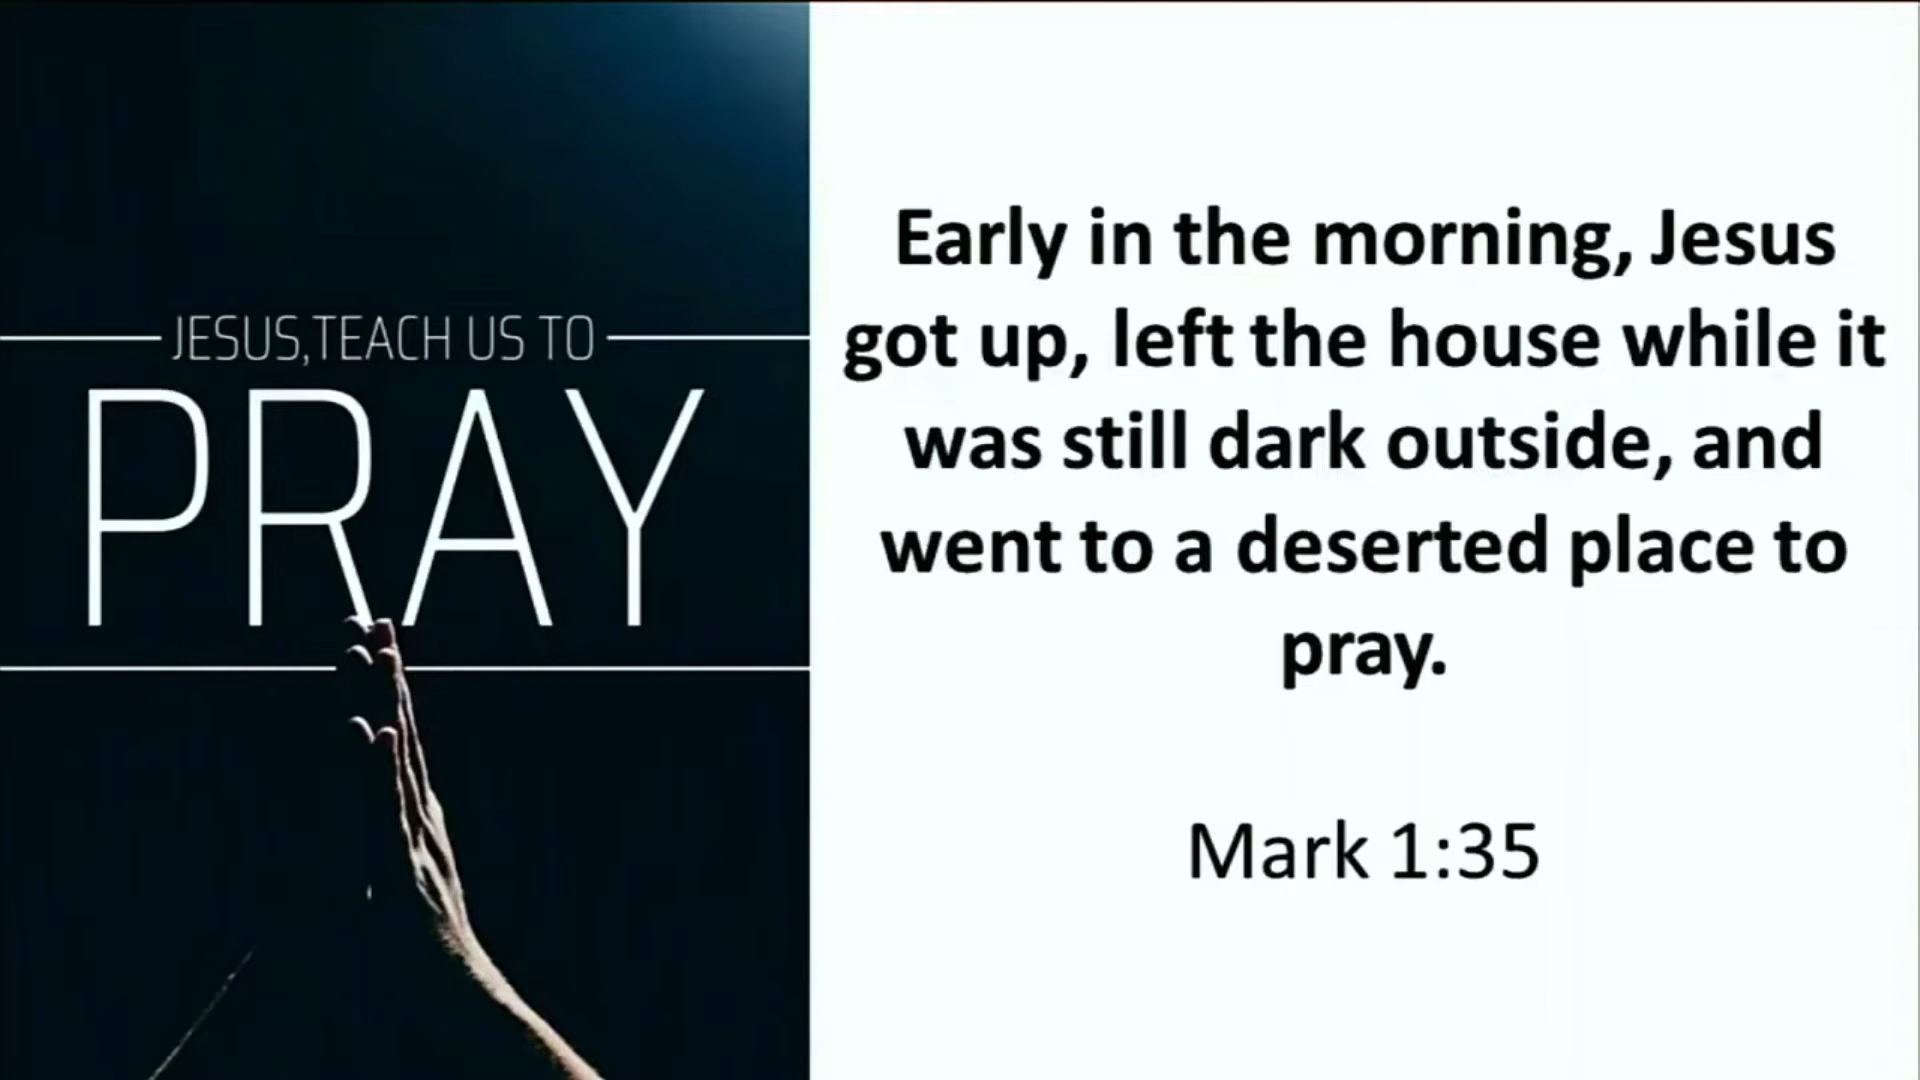 JESUS,TEACH US TO
PRAY
Early in the morning, Jesus
got up, left the house while it
was still dark outside, and
went to a deserted place to
pray.
Mark 1:35